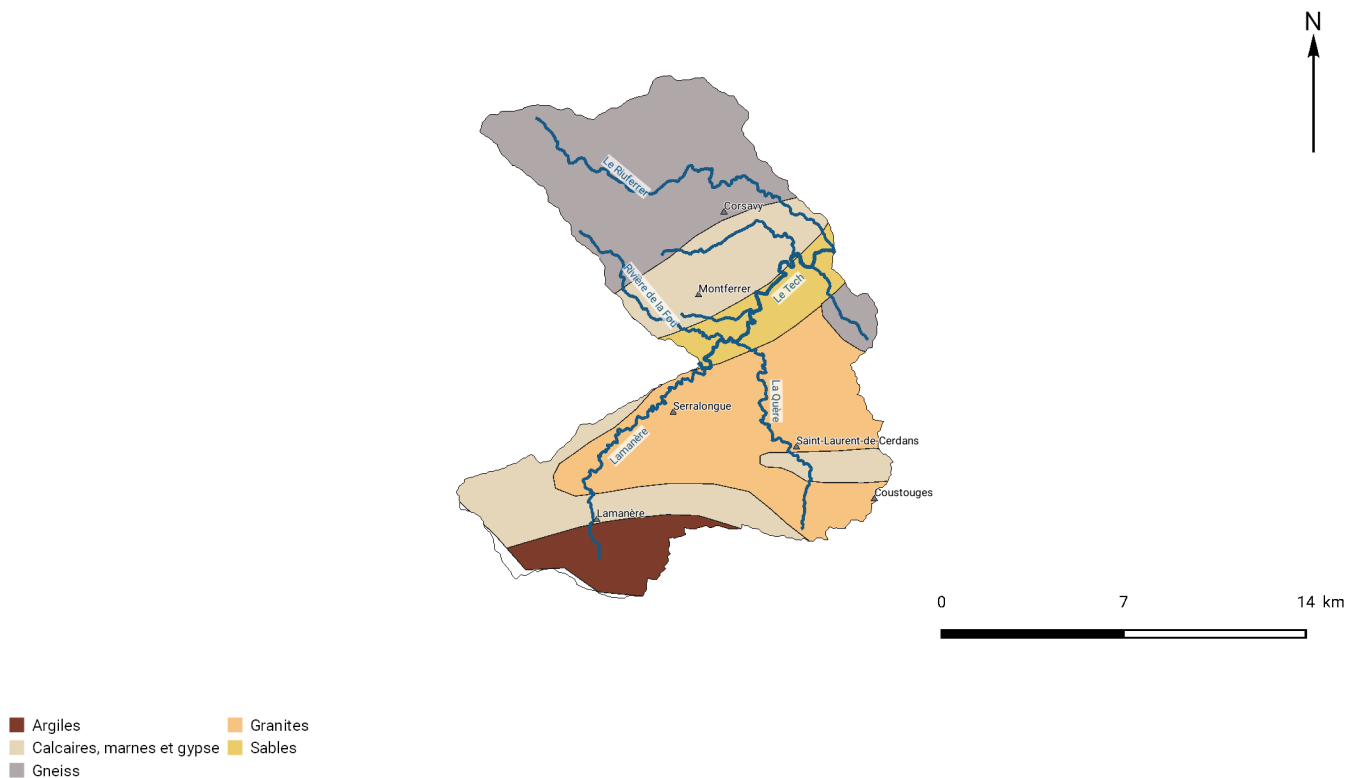 N
Le Riuferrer
Corsavy
Rivière de la Fou
Montferrer
Le Tech
La Quère
Serralongue
Lamanère
Saint-Laurent-de-Cerdans
Coustouges
Lamanère
0 7 14 km
Argiles
Calcaires, marnes et gypse
Gneiss
Granites
Sables